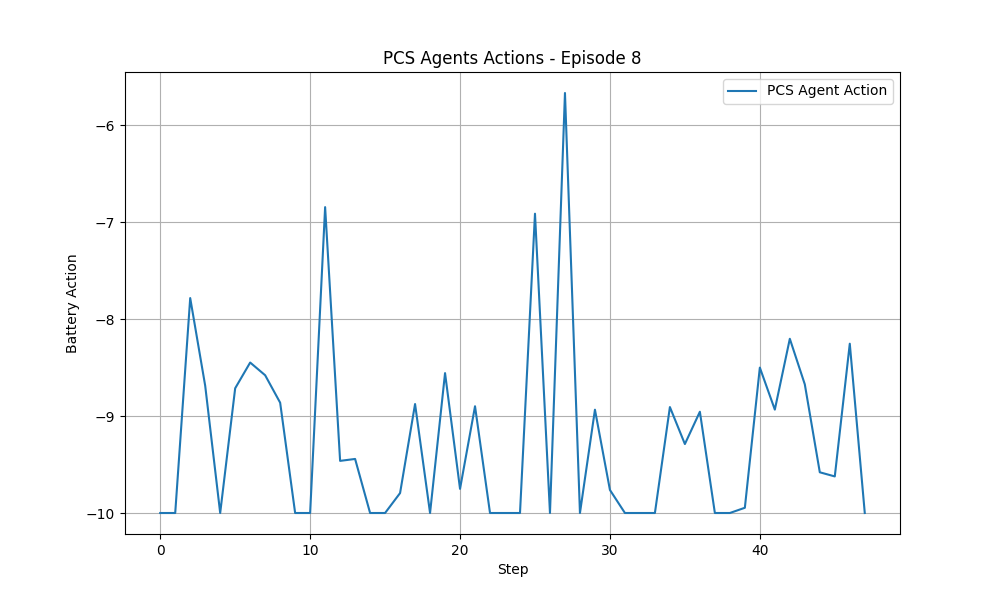 PCS Agents Actions - Episode 8
PCS Agent Action
Battery Action
−6
−7
−8
−9
−10
0 10 20 30 40
Step